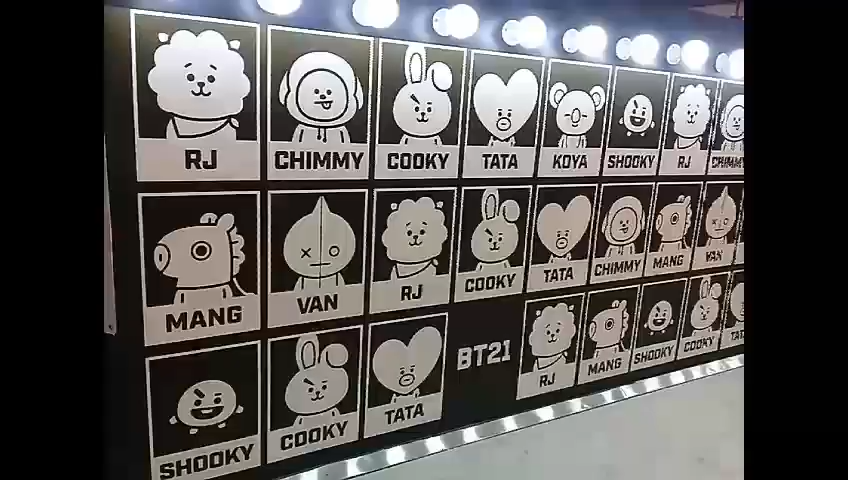 RJ CHIMMY COOKY TATA KOYA SHOOKY RJ CHIMMY
MANG VAN RJ COOKY TATA CHIMMY MANG VAN
SHOOKY COOKY TATA BT21 RJ MANG SHOOKY COOKY